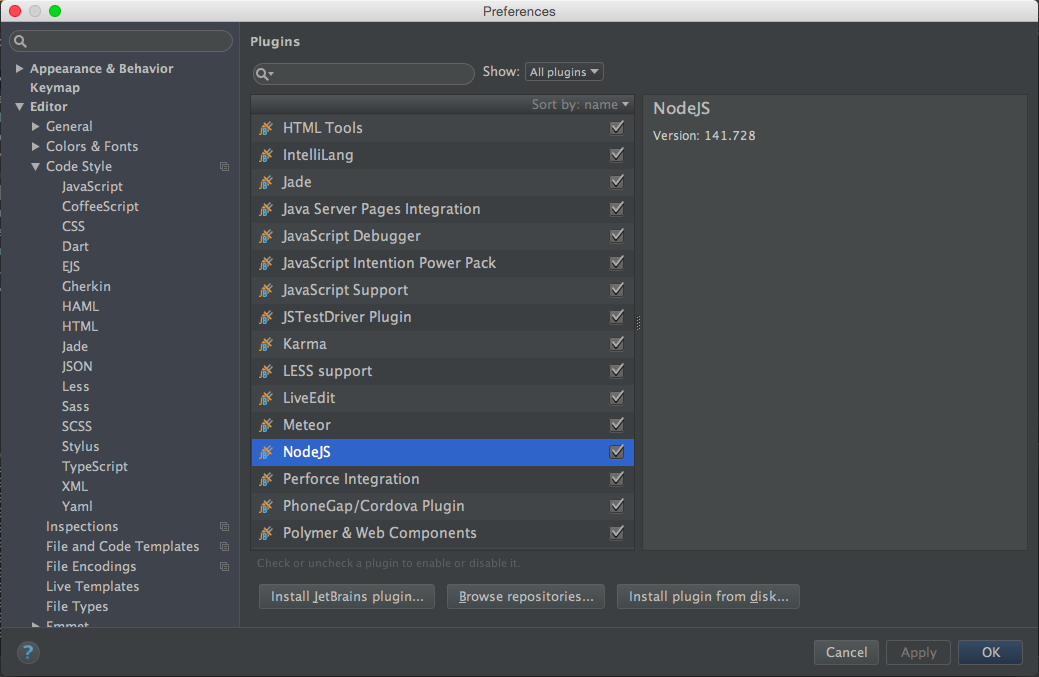 Preferences
Appearance & Behavior
Keymap
Editor
General
Colors & Fonts
Code Style
JavaScript
CoffeeScript
CSS
Dart
EJS
Gherkin
HAML
HTML
Jade
JSON
Less
Sass
SCSS
Stylus
TypeScript
XML
Yaml
Inspections
File and Code Templates
File Encodings
Live Templates
File Types
Emmet
Plugins
Show: All plugins
Sort by: name
HTML Tools
IntelliLang
Jade
Java Server Pages Integration
JavaScript Debugger
JavaScript Intention Power Pack
JavaScript Support
JSTestDriver Plugin
Karma
LESS support
LiveEdit
Meteor
NodeJS
Perforce Integration
PhoneGap/Cordova Plugin
Polymer & Web Components
Check or uncheck a plugin to enable or disable it.
Install JetBrains plugin... Browse repositories... Install plugin from disk...
NodeJS
Version: 141.728
? Cancel Apply OK